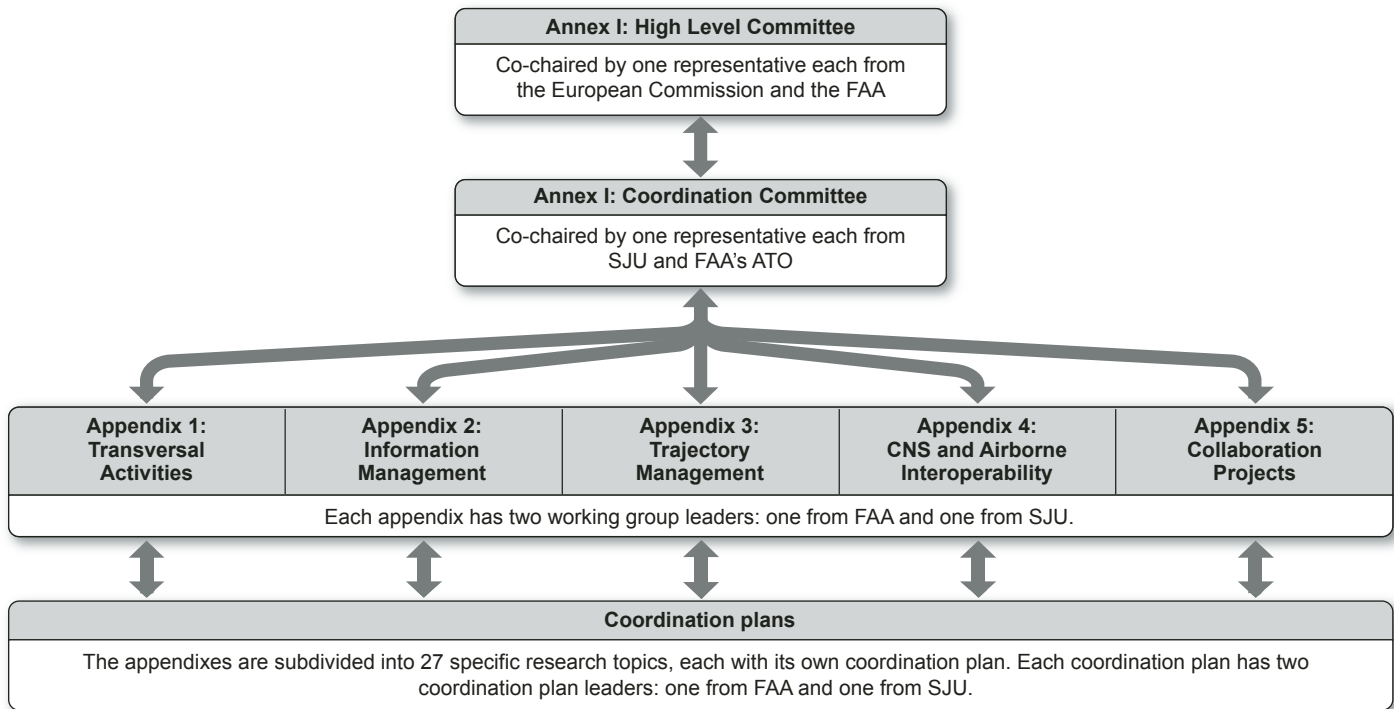 Annex I: High Level Committee
Co-chaired by one representative each from
the European Commission and the FAA
Annex I: Coordination Committee
Co-chaired by one representative each from
SJU and FAA's ATO
Appendix 1:
Transversal
Activities
Appendix 2:
Information
Management
Appendix 3:
Trajectory
Management
Appendix 4:
CNS and Airborne
Interoperability
Appendix 5:
Collaboration
Projects
Each appendix has two working group leaders: one from FAA and one from SJU.
Coordination plans
The appendixes are subdivided into 27 specific research topics, each with its own coordination plan. Each coordination plan has two
coordination plan leaders: one from FAA and one from SJU.